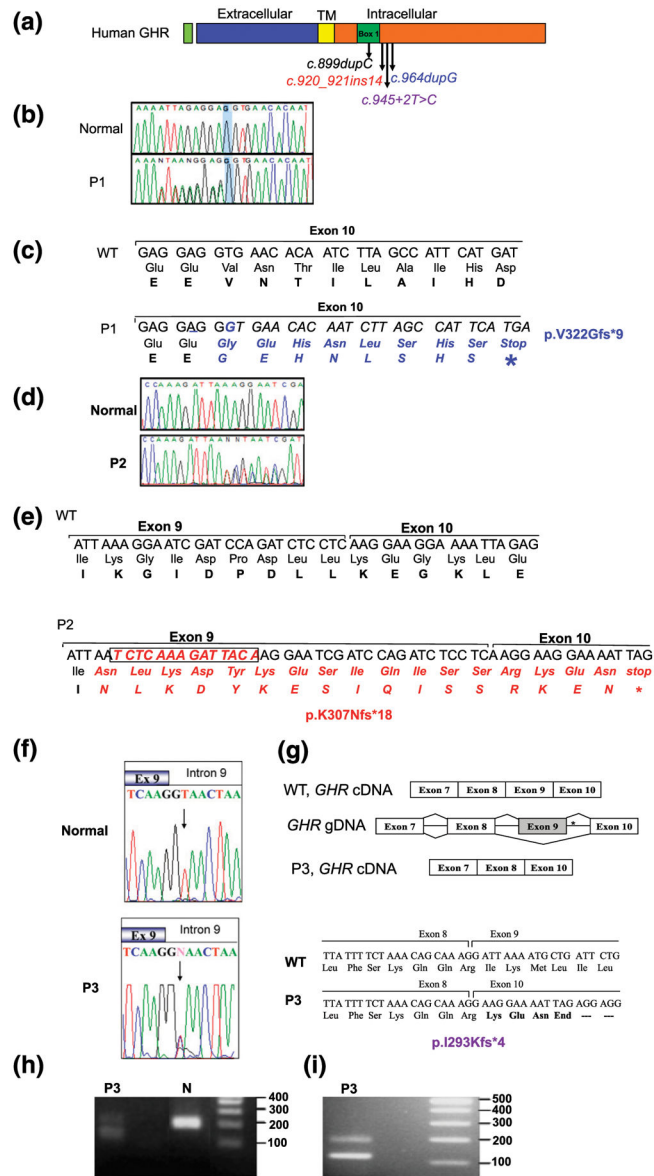 (a)
Extracellular TM Intracellular
Human GHR Box 1
c.899dupC
c.920_921ins14 c.964dupG
c.945+2T>C
(b)
AAAATTAGAGGAGGTGAACACAAT
Normal
AAANTAANGGAGGGTGAACACAAT
P1
(c)
Exon 10
WT GAG GAG GTG AAC ACA ATC TTA GCC ATT CAT GAT
Glu Glu Val Asn Thr Ile Leu Ala Ile His Asp
E E V N T I L A I H D
Exon 10
P1 GAG GAG GGT GAA CAC AAT CTT AGC CAT TCA TGA
Glu Glu Gly Glu His Asn Leu Ser His Ser Stop
E E G E H N L S H S *
p.V322Gfs*9
(d)
CCAAAGATTAAAGGAATCGA
Normal
CCAAAGATTAANNTAATCGAT
P2
(e)
WT
Exon 9 Exon 10
ATT AAA GGA ATC GAT CCA GAT CTC CTC AAG GAA GGA AAA TTA GAG
Ile Lys Gly Ile Asp Pro Asp Leu Leu Lys Glu Gly Lys Leu Glu
I K G I D P D L L K E G K L E
P2
Exon 9 Exon 10
ATT AAT CTC AAA GAT TAC AAG GAA TCG ATC CAG ATC TCC TCA AGG AAG GAA AAT TAG
Ile Asn Leu Lys Asp Tyr Lys Glu Ser Ile Gln Ile Ser Ser Arg Lys Glu Asn stop
I N L K D Y K E S I Q I S S R K E N *
p.K307Nfs*18
(f)
Ex 9 Intron 9
TCAAGGTAACTAA
Normal
Ex 9 Intron 9
TCAAGGNAACTAA
P3
(g)
WT, GHR cDNA Exon 7 Exon 8 Exon 9 Exon 10
GHR gDNA Exon 7 Exon 8 Exon 9 * Exon 10
P3, GHR cDNA Exon 7 Exon 8 Exon 10
Exon 8 Exon 9
WT TTA TTT TCT AAA CAG CAA AGG ATT AAA ATG CTG ATT CTG
Leu Phe Ser Lys Gln Gln Arg Ile Lys Met Leu Ile Leu
Exon 8 Exon 10
P3 TTA TTT TCT AAA CAG CAA AGG AAG GAA AAT TAG AGG AGG
Leu Phe Ser Lys Gln Gln Arg Lys Glu Asn End --- ---
p.I293Kfs*4
(h)
P3 N
400
300
200
100
(i)
P3
500
400
300
200
100